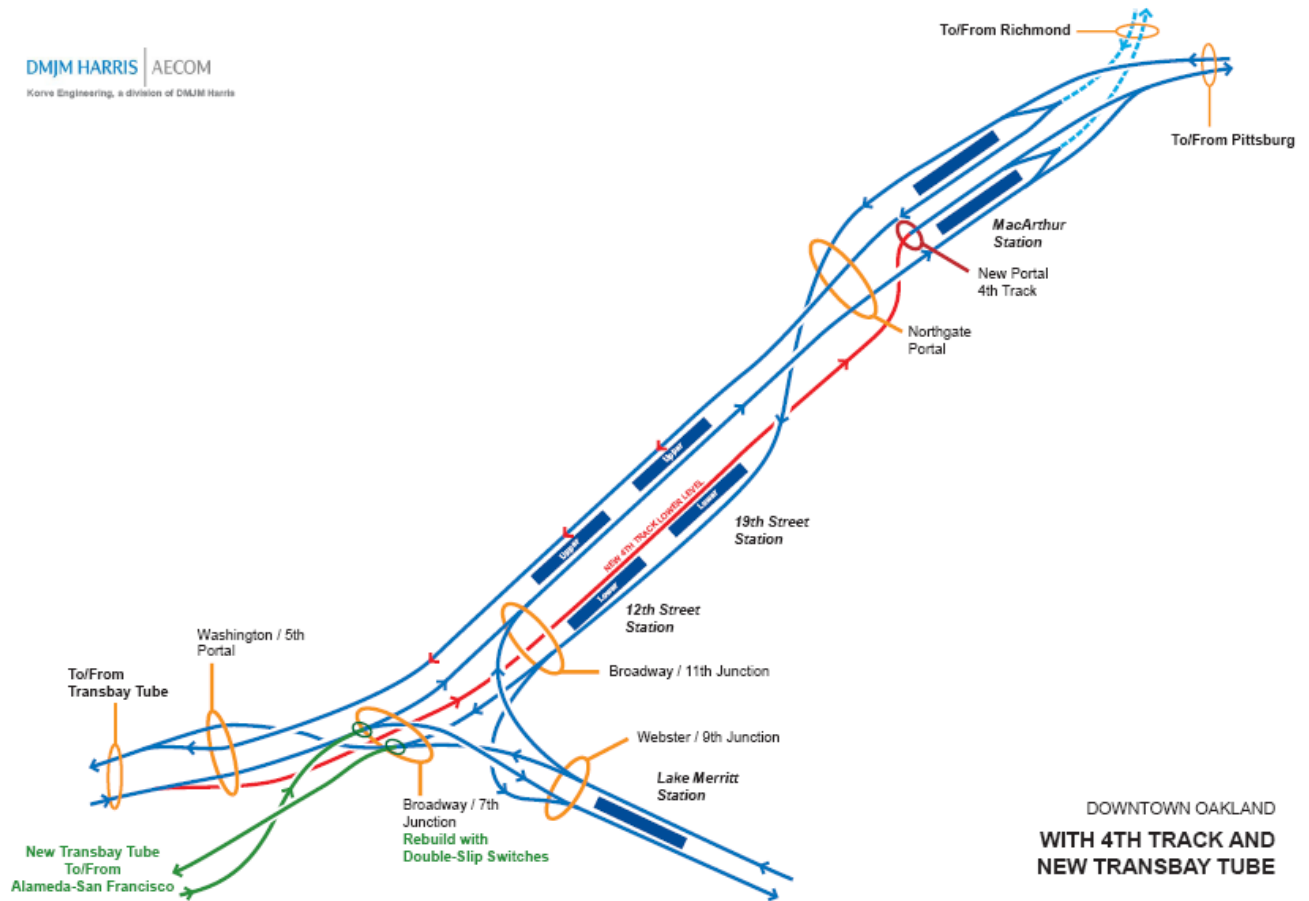 To/From Richmond
DMJM HARRIS | AECOM
Korve Engineering, a division of DMJM Harris
To/From Pittsburg
MacArthur
Station
New Portal
4th Track
Northgate
Portal
Upper
Lower
NEW 4TH TRACK LOWER LEVEL
19th Street
Station
Upper
Lower
12th Street
Station
Washington / 5th
Portal
To/From
Transbay Tube
Broadway / 11th Junction
Webster / 9th Junction
Lake Merritt
Station
Broadway / 7th
Junction
Rebuild with
Double-Slip Switches
New Transbay Tube
To/From
Alameda-San Francisco
DOWNTOWN OAKLAND
WITH 4TH TRACK AND
NEW TRANSBAY TUBE